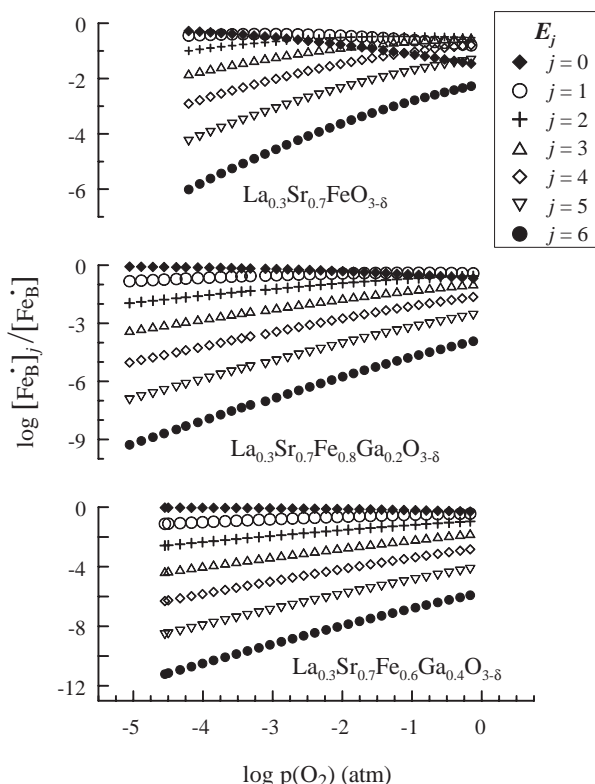 0
-2
-4
-6
La0.3Sr0.7FeO3-δ
Ej
j = 0
j = 1
j = 2
j = 3
j = 4
j = 5
j = 6
log [Fe•B]j/[Fe•B]
0
-3
-6
-9
La0.3Sr0.7Fe0.8Ga0.2O3-δ
0
-4
-8
-12
La0.3Sr0.7Fe0.6Ga0.4O3-δ
-5 -4 -3 -2 -1 0
log p(O2) (atm)